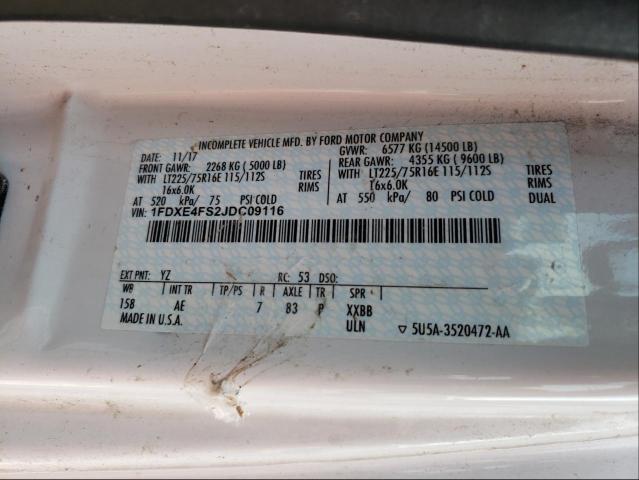 INCOMPLETE VEHICLE MFD. BY FORD MOTOR COMPANY
DATE: 11/17 GVWR: 6577 KG (14500 LB)
FRONT GAWR: 2268 KG (5000 LB) REAR GAWR: 4355 KG (9600 LB)
WITH LT225/75R16E 115/112S TIRES WITH LT225/75R16E 115/112S TIRES
16x6.0K RIMS 16x6.0K RIMS
AT 520 kPa/ 75 PSI COLD AT 550 kPa/ 80 PSI COLD DUAL
VIN: 1FDXE4FS2JDC09116
EXT PNT: YZ RC: 53 DSO:
WB INT TR TP/PS R AXLE TR SPR
158 AE 7 83 P XXBB
MADE IN U.S.A. ULN ▽ 5U5A-3520472-AA